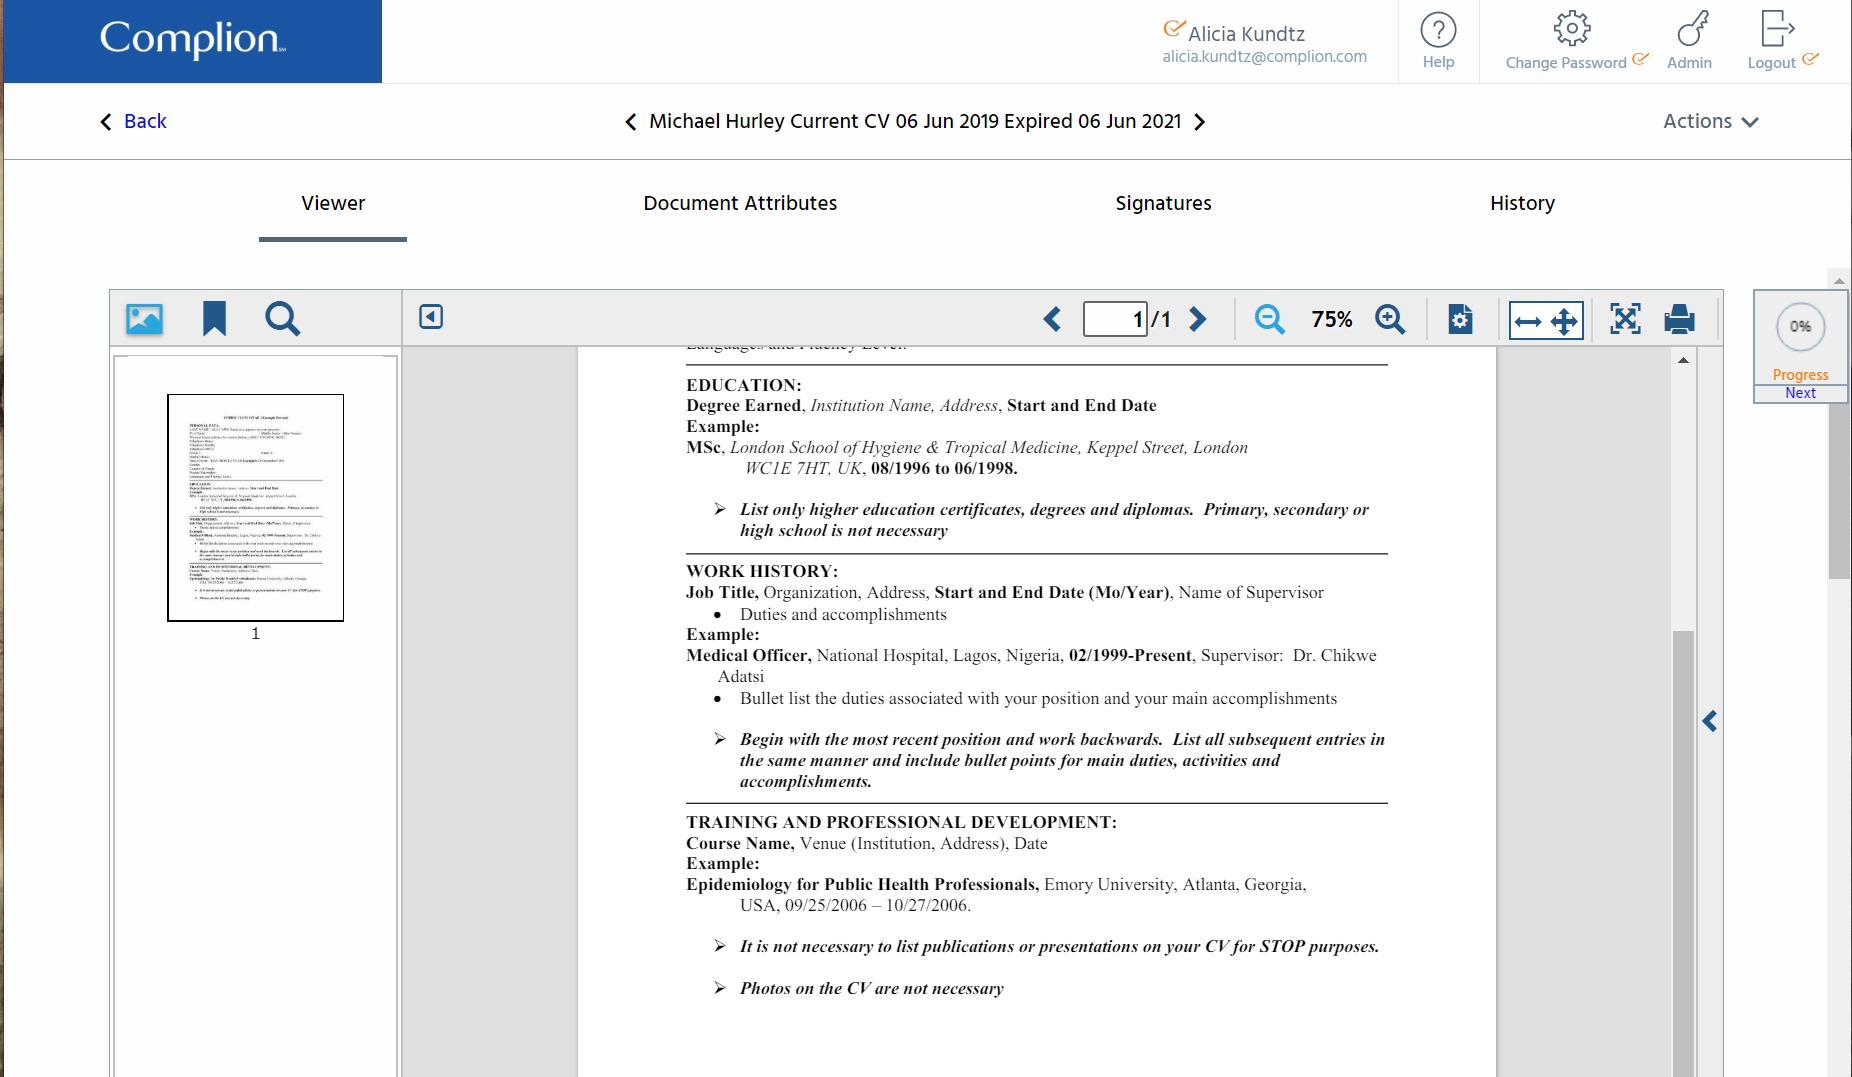 Complion SM
Alicia Kundtz
alicia.kundtz@complion.com
Help
Change Password
Admin
Logout
Back
Michael Hurley Current CV 06 Jun 2019 Expired 06 Jun 2021
Actions
Viewer
Document Attributes
Signatures
History
1 /1
75%
0%
Progress
Next
1
Languages and Fluency Level:
EDUCATION:
Degree Earned, Institution Name, Address, Start and End Date
Example:
MSc, London School of Hygiene & Tropical Medicine, Keppel Street, London
WC1E 7HT, UK, 08/1996 to 06/1998.
➢ List only higher education certificates, degrees and diplomas. Primary, secondary or
high school is not necessary
WORK HISTORY:
Job Title, Organization, Address, Start and End Date (Mo/Year), Name of Supervisor
• Duties and accomplishments
Example:
Medical Officer, National Hospital, Lagos, Nigeria, 02/1999-Present, Supervisor: Dr. Chikwe
Adatsi
• Bullet list the duties associated with your position and your main accomplishments
➢ Begin with the most recent position and work backwards. List all subsequent entries in
the same manner and include bullet points for main duties, activities and
accomplishments.
TRAINING AND PROFESSIONAL DEVELOPMENT:
Course Name, Venue (Institution, Address), Date
Example:
Epidemiology for Public Health Professionals, Emory University, Atlanta, Georgia,
USA, 09/25/2006 – 10/27/2006.
➢ It is not necessary to list publications or presentations on your CV for STOP purposes.
➢ Photos on the CV are not necessary